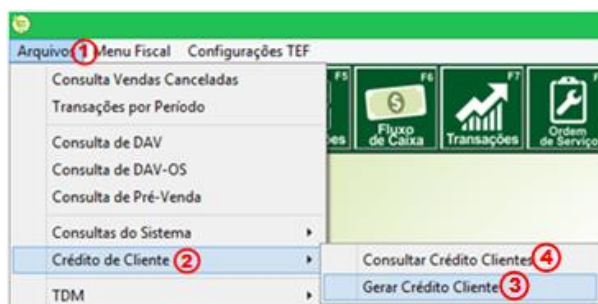 Arquivos 1 Menu Fiscal Configurações TEF
Consulta Vendas Canceladas
Transações por Período
Consulta de DAV
Consulta de DAV-OS
Consulta de Pré-Venda
Consultas do Sistema
Crédito de Cliente 2
TDM
F5
F6
Fluxo
de Caixa
F7
Transações
Ordem
de Serviço
Consultar Crédito Clientes 4
Gerar Crédito Cliente 3